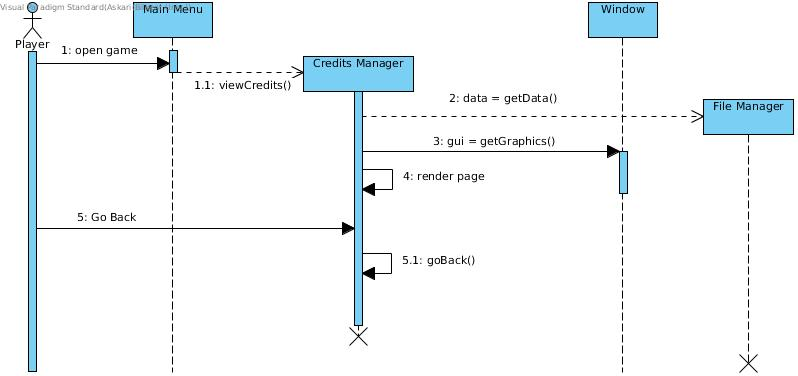 Visual Paradigm Standard(Askari
Main Menu
Window
Player
1: open game
Credits Manager
1.1: viewCredits()
2: data = getData()
File Manager
3: gui = getGraphics()
4: render page
5: Go Back
5.1: goBack()